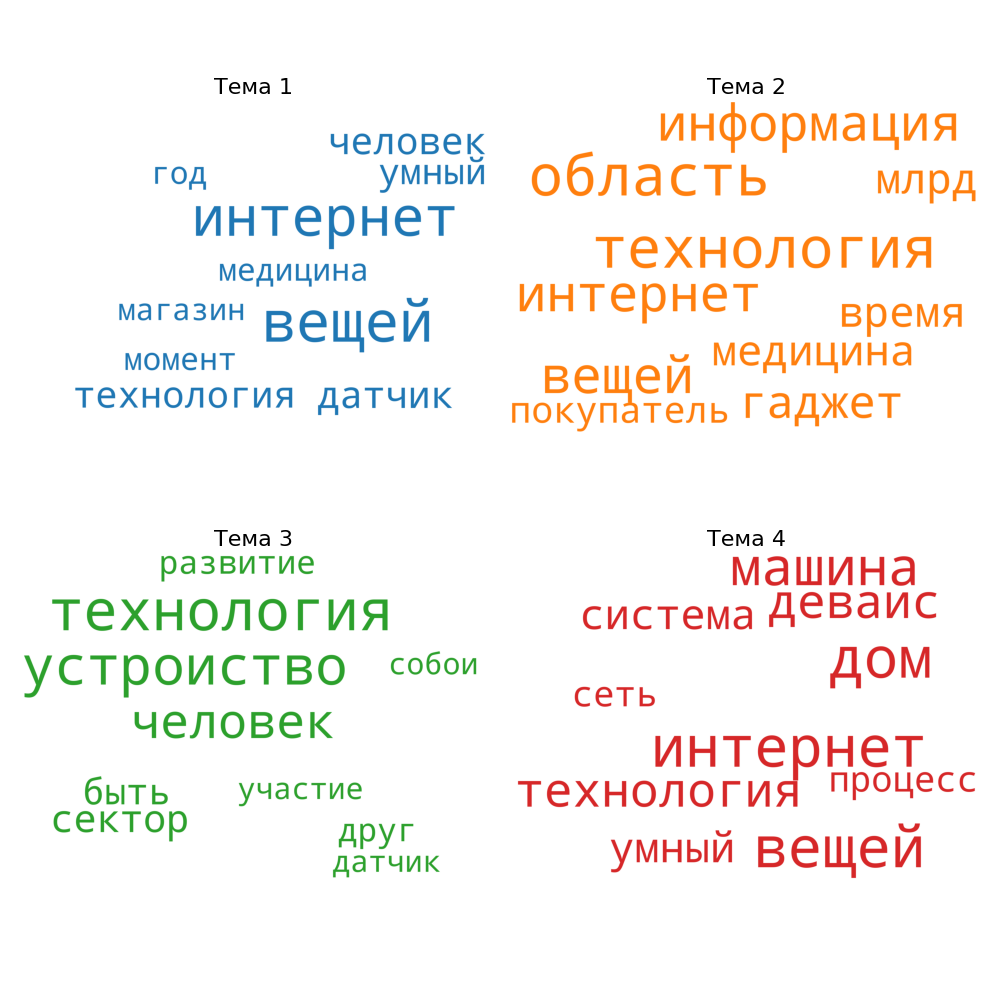 Тема 1
человек
год
умный
интернет
медицина
магазин
вещей
момент
технология датчик
Тема 2
информация
область
млрд
технология
интернет
время
медицина
вещей
покупатель
гаджет
Тема 3
развитие
технология
устроиство
собои
человек
быть
участие
сектор
друг
датчик
Тема 4
машина
система
деваис
дом
сеть
интернет
технология
процесс
умный
вещей